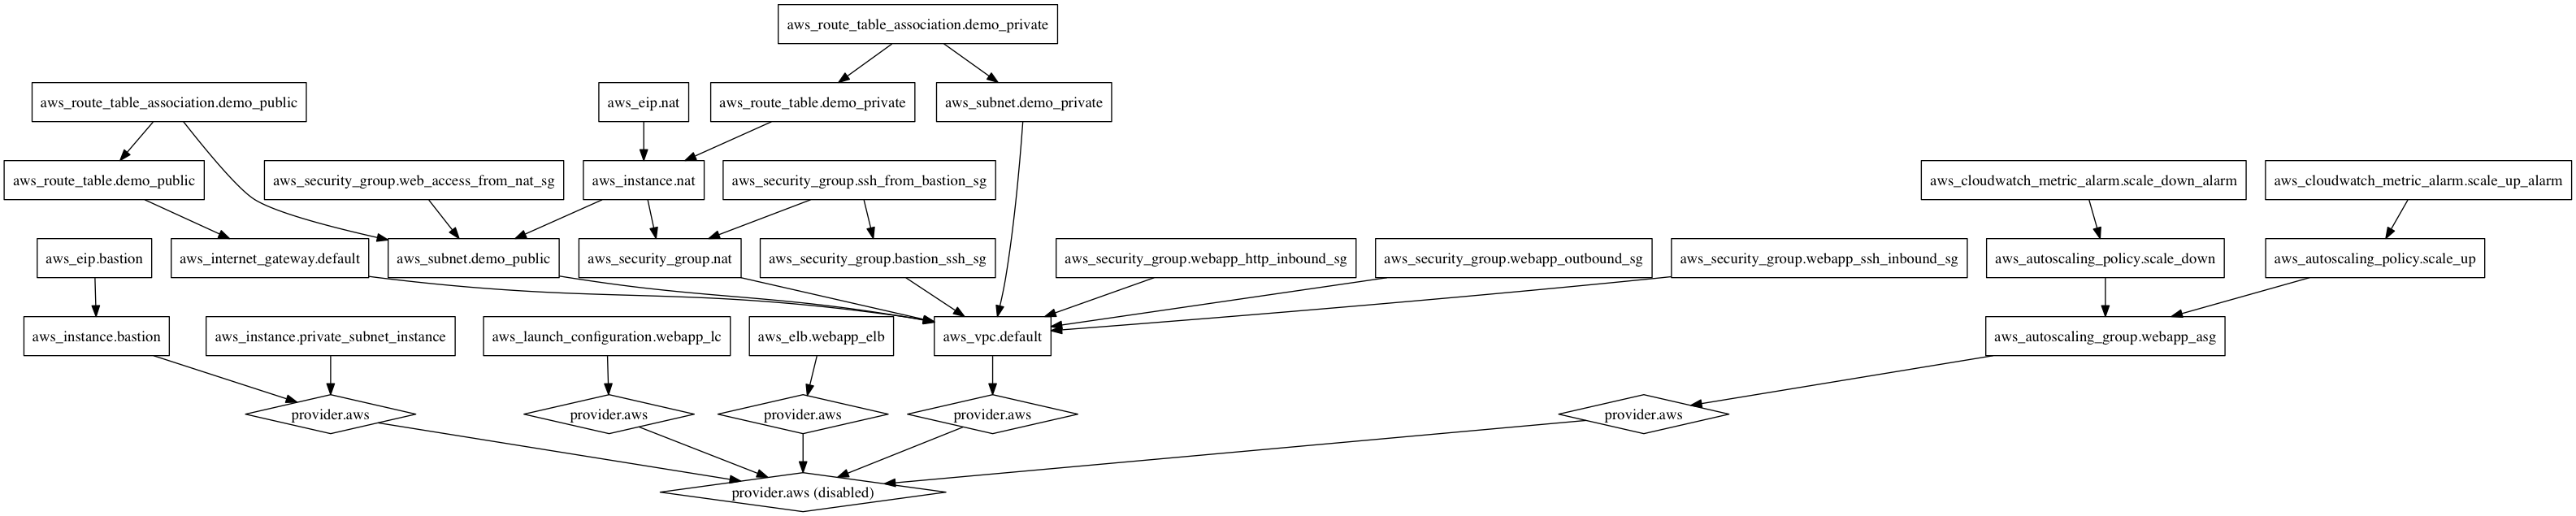 aws_route_table_association.demo_private
aws_route_table_association.demo_public
aws_eip.nat
aws_route_table.demo_private
aws_subnet.demo_private
aws_route_table.demo_public
aws_security_group.web_access_from_nat_sg
aws_instance.nat
aws_security_group.ssh_from_bastion_sg
aws_cloudwatch_metric_alarm.scale_down_alarm
aws_cloudwatch_metric_alarm.scale_up_alarm
aws_eip.bastion
aws_internet_gateway.default
aws_subnet.demo_public
aws_security_group.nat
aws_security_group.bastion_ssh_sg
aws_security_group.webapp_http_inbound_sg
aws_security_group.webapp_outbound_sg
aws_security_group.webapp_ssh_inbound_sg
aws_autoscaling_policy.scale_down
aws_autoscaling_policy.scale_up
aws_instance.bastion
aws_instance.private_subnet_instance
aws_launch_configuration.webapp_lc
aws_elb.webapp_elb
aws_vpc.default
aws_autoscaling_group.webapp_asg
provider.aws
provider.aws
provider.aws
provider.aws
provider.aws
provider.aws (disabled)